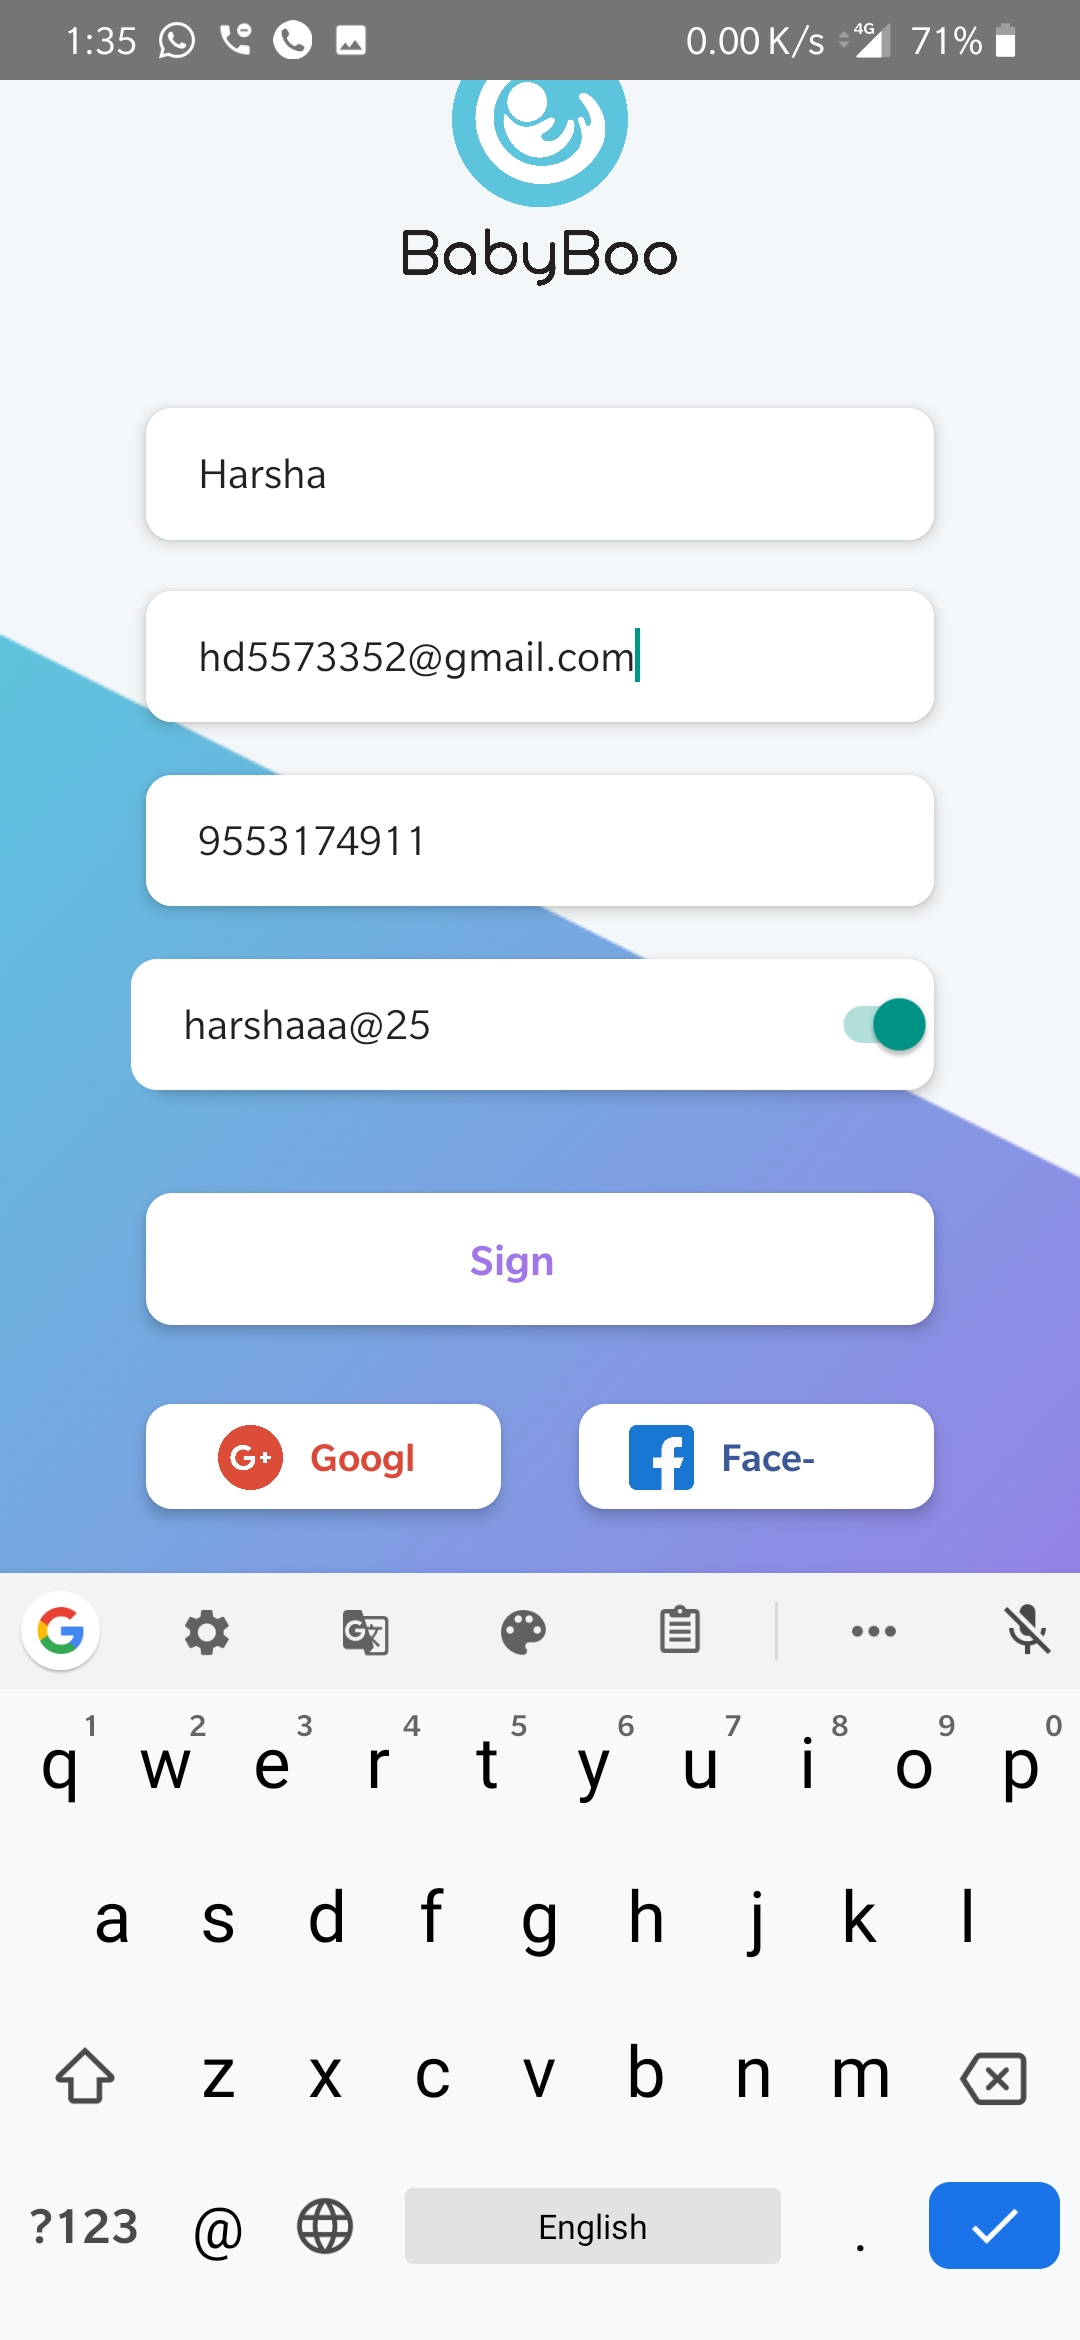 1:35 0.00 K/s 4G 71%
BabyBoo
Harsha
hd5573352@gmail.com
9553174911
harshaaa@25
Sign
G+ Googl
f Face-
G
1 2 3 4 5 6 7 8 9 0
q w e r t y u i o p
a s d f g h j k l
z x c v b n m
?123 @ English .